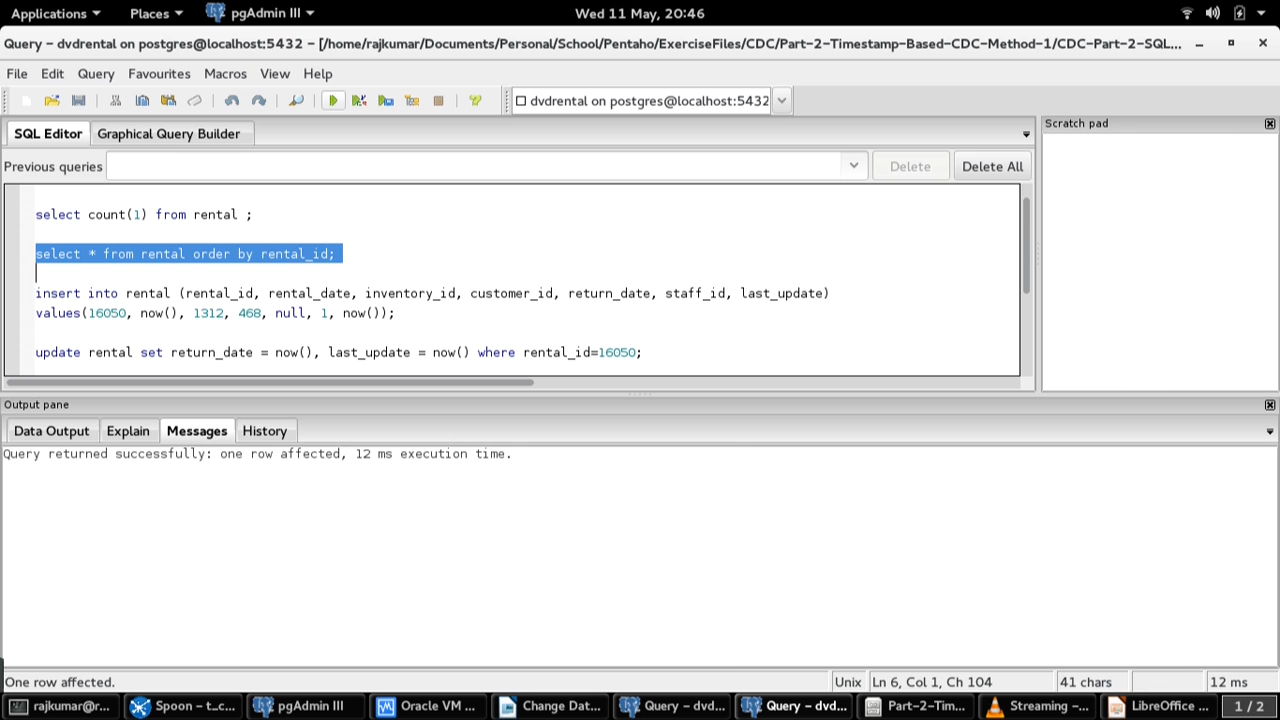 Applications Places pgAdmin III Wed 11 May, 20:46
Query – dvdrental on postgres@localhost:5432 – [/home/rajkumar/Documents/Personal/School/Pentaho/ExerciseFiles/CDC/Part-2-Timestamp-Based-CDC-Method-1/CDC-Part-2-SQL...
File Edit Query Favourites Macros View Help
dvdrental on postgres@localhost:5432
SQL Editor Graphical Query Builder
Scratch pad
Previous queries Delete Delete All
select count(1) from rental ;
select * from rental order by rental_id;
insert into rental (rental_id, rental_date, inventory_id, customer_id, return_date, staff_id, last_update)
values(16050, now(), 1312, 468, null, 1, now());
update rental set return_date = now(), last_update = now() where rental_id=16050;
Output pane
Data Output Explain Messages History
Query returned successfully: one row affected, 12 ms execution time.
One row affected. Unix Ln 6, Col 1, Ch 104 41 chars 12 ms
rajkumar@r... Spoon – t_c... pgAdmin III Oracle VM ... Change Dat... Query – dvd... Query – dvd... Part-2-Tim... Streaming –... LibreOffice ... 1 / 2